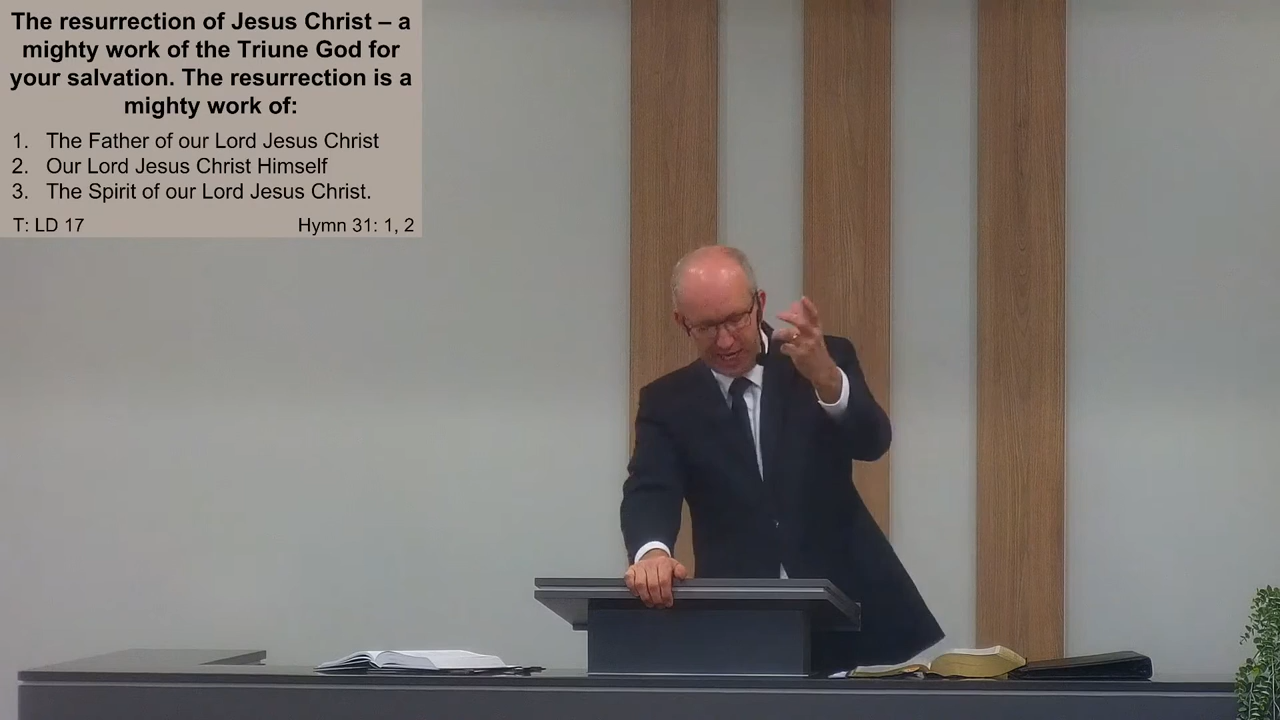 The resurrection of Jesus Christ – a
mighty work of the Triune God for
your salvation. The resurrection is a
mighty work of:
1. The Father of our Lord Jesus Christ
2. Our Lord Jesus Christ Himself
3. The Spirit of our Lord Jesus Christ.
T: LD 17 Hymn 31: 1, 2